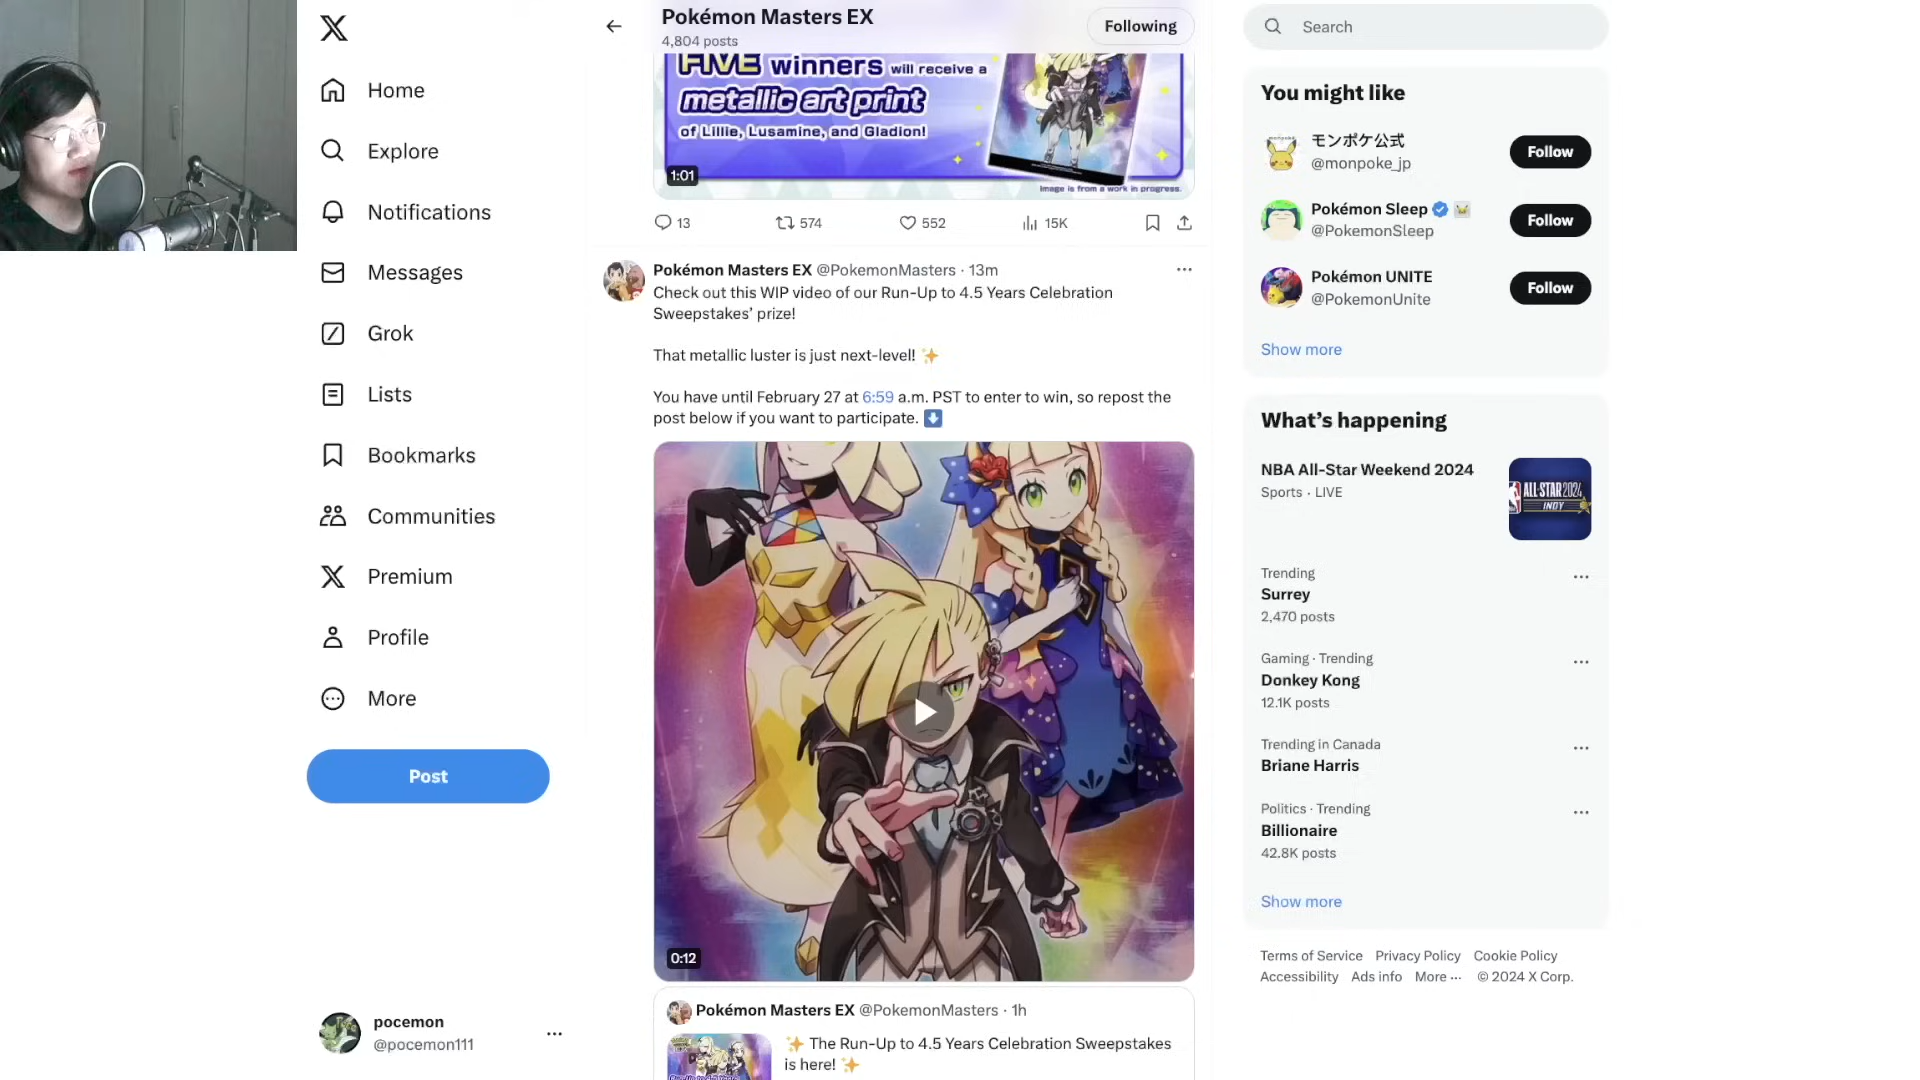 Home
Explore
Notifications
Messages
Grok
Lists
Bookmarks
Communities
Premium
Profile
More
Post
pocemon
@pocemon111
Pokémon Masters EX
4,804 posts
Following
FIVE winners will receive a
metallic art print
of Lillie, Lusamine, and Gladion!
1:01
Image is from a work in progress.
13 574 552 15K
Pokémon Masters EX @PokemonMasters · 13m
Check out this WIP video of our Run-Up to 4.5 Years Celebration
Sweepstakes’ prize!
That metallic luster is just next-level! ✨
You have until February 27 at 6:59 a.m. PST to enter to win, so repost the
post below if you want to participate. ⬇️
0:12
Pokémon Masters EX @PokemonMasters · 1h
✨ The Run-Up to 4.5 Years Celebration Sweepstakes
is here! ✨
Search
You might like
モンポケ公式
@monpoke_jp
Follow
Pokémon Sleep
@PokemonSleep
Follow
Pokémon UNITE
@PokemonUnite
Follow
Show more
What’s happening
NBA All-Star Weekend 2024
Sports · LIVE
ALL-STAR 2024
INDY
Trending
Surrey
2,470 posts
Gaming · Trending
Donkey Kong
12.1K posts
Trending in Canada
Briane Harris
Politics · Trending
Billionaire
42.8K posts
Show more
Terms of Service Privacy Policy Cookie Policy
Accessibility Ads info More ··· © 2024 X Corp.